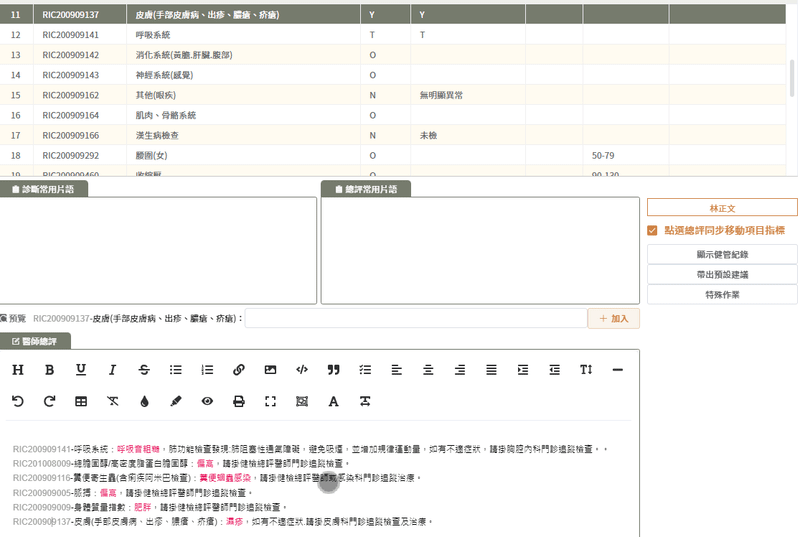 11 RIC200909137 皮膚(手部皮膚病、出疹、膿瘡、疥瘡) Y Y
12 RIC200909141 呼吸系統 T T
13 RIC200909142 消化系統(黃膽.肝臟.腹部) O
14 RIC200909143 神經系統(感覺) O
15 RIC200909162 其他(眼疾) N 無明顯異常
16 RIC200909164 肌肉、骨骼系統 O
17 RIC200909166 漢生病檢查 N 未檢
18 RIC200909292 腰圍(女) O 50-79
19 RIC200909460 收縮壓 O 90-130
診斷常用片語 總評常用片語
林正文
點選總評同步移動項目指標
顯示健管紀錄
帶出預設建議
特殊作業
預覽 RIC200909137-皮膚(手部皮膚病、出疹、膿瘡、疥瘡): + 加入
醫師總評
RIC200909141-呼吸系統:呼吸音粗糙，肺功能檢查發現:肺阻塞性通氣障礙，避免吸煙，並增加規律運動量，如有不適症狀，請掛胸腔內科門診追蹤檢查。。
RIC201008009-總膽固醇/高密度脂蛋白膽固醇:偏高，請掛健檢總評醫師門診追蹤檢查。
RIC200909116-糞便寄生蟲(含痢疾阿米巴檢查):糞便蟯蟲感染，請掛健檢總評醫師或感染科門診追蹤治療。
RIC200909005-脈搏:偏高，請掛健檢總評醫師門診追蹤檢查。
RIC200909009-身體質量指數:肥胖，請掛健檢總評醫師門診追蹤檢查。
RIC200909137-皮膚(手部皮膚病、出疹、膿瘡、疥瘡):濕疹，如有不適症狀.請掛皮膚科門診追蹤檢查及治療。